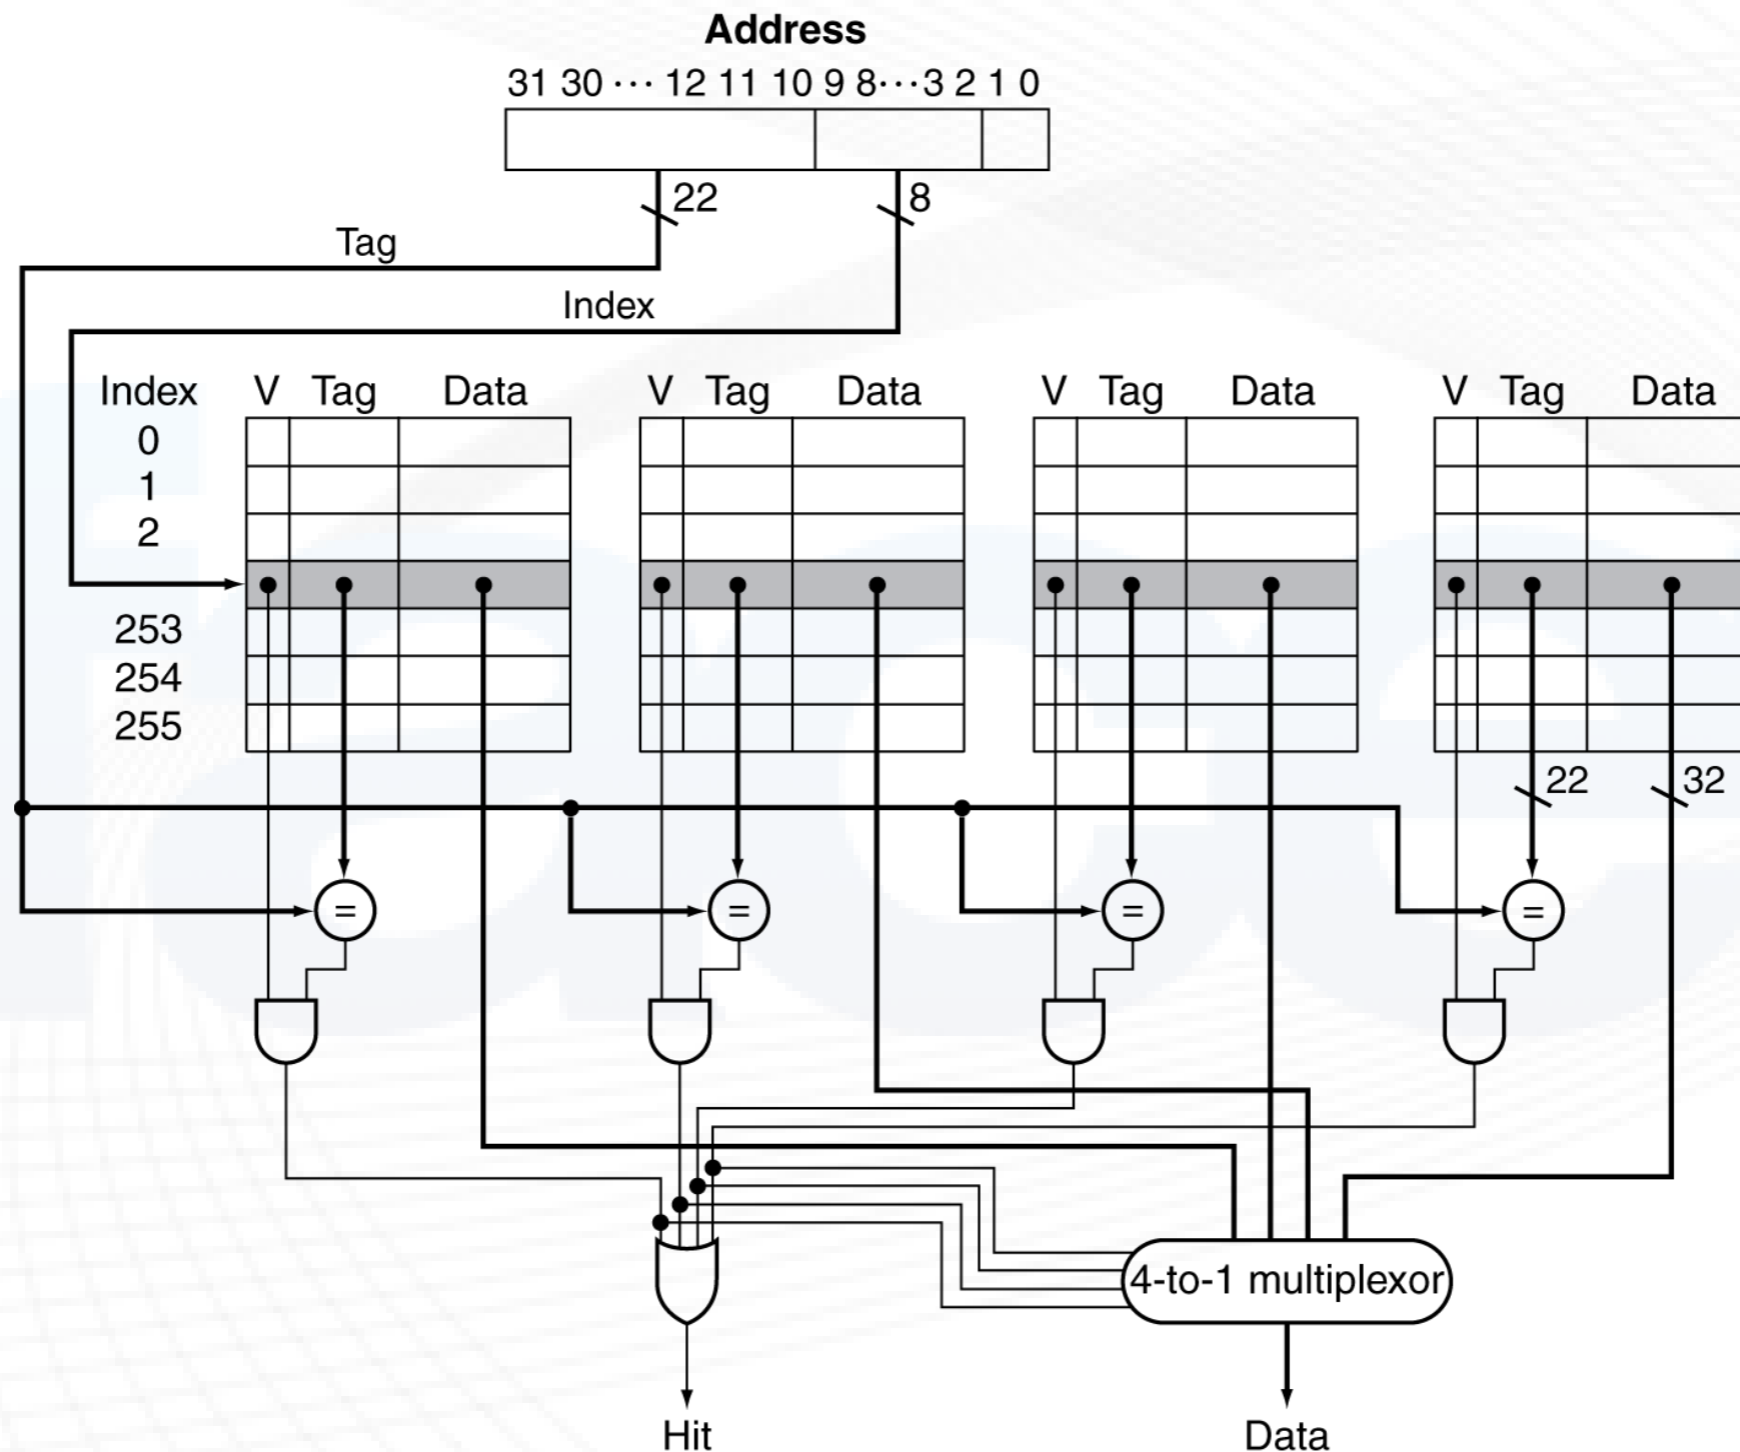 Address
31 30 ··· 12 11 10 9 8···3 2 1 0
22
8
Tag
Index
Index V Tag Data V Tag Data V Tag Data V Tag Data
0
1
2
253
254
255
22 32
= = = =
4-to-1 multiplexor
Hit Data